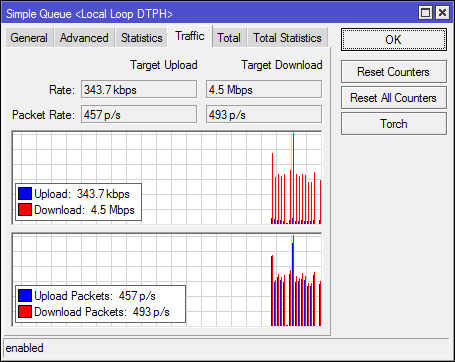 Simple Queue <Local Loop DTPH>
General Advanced Statistics Traffic Total Total Statistics
Target Upload Target Download
Rate: 343.7 kbps 4.5 Mbps
Packet Rate: 457 p/s 493 p/s
Upload: 343.7 kbps
Download: 4.5 Mbps
Upload Packets: 457 p/s
Download Packets: 493 p/s
OK
Reset Counters
Reset All Counters
Torch
enabled